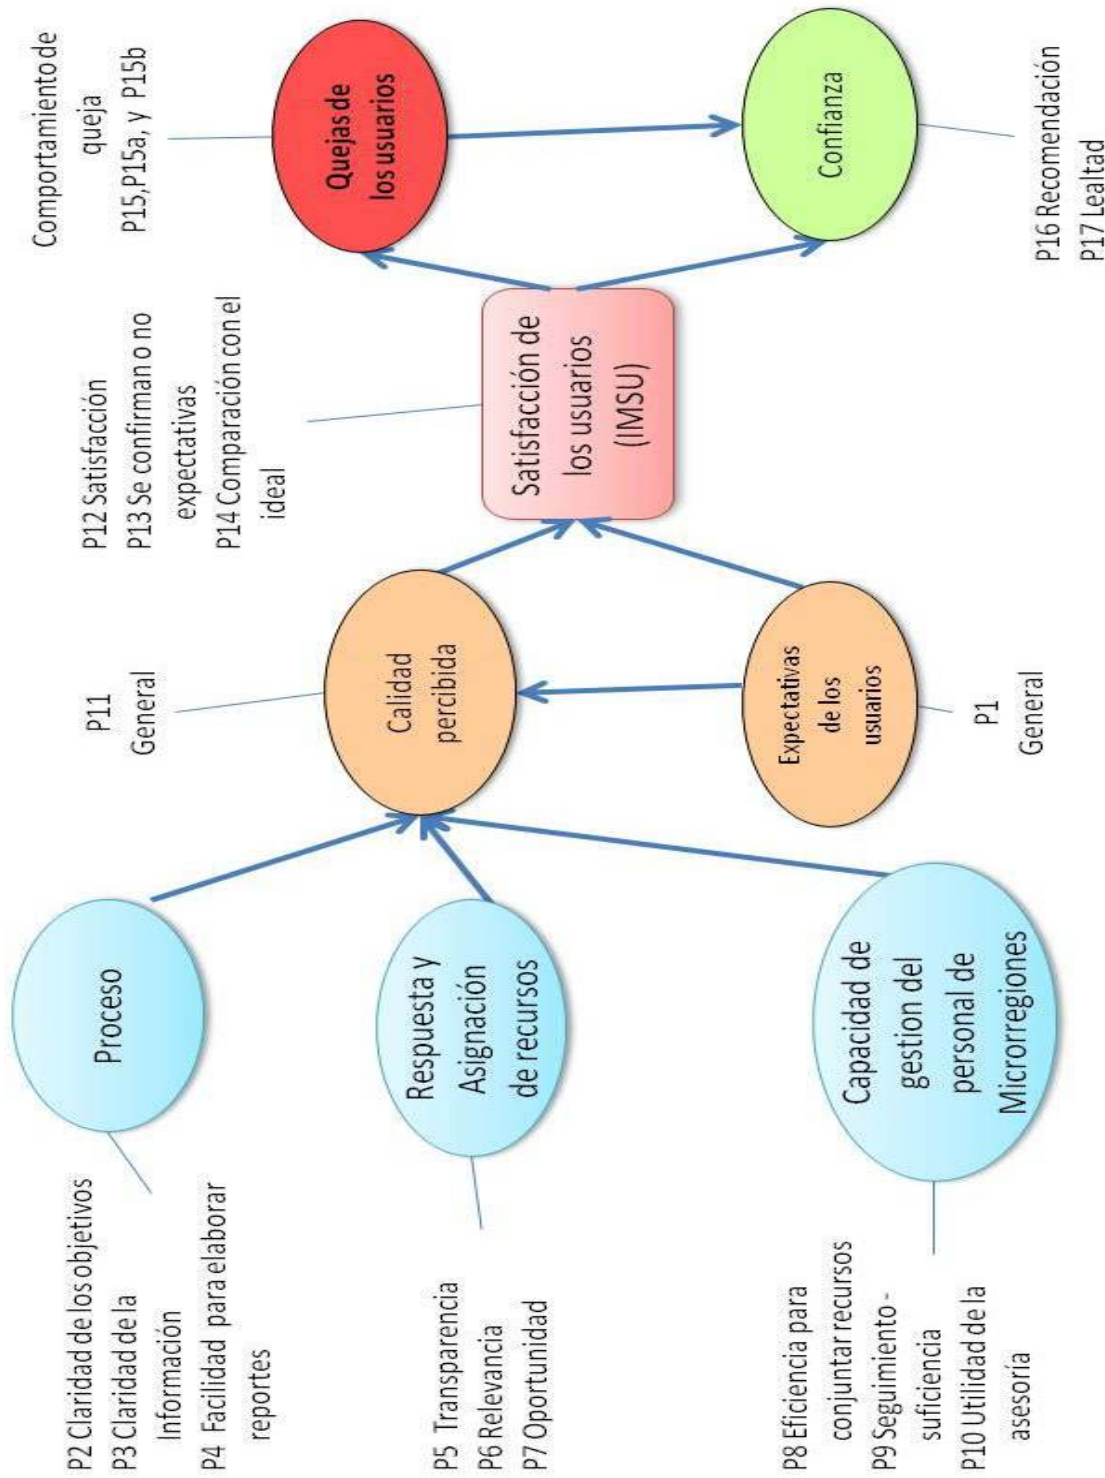 P2 Claridad de los objetivos
P3 Claridad de la
Información
P4 Facilidad para elaborar
reportes
Proceso
P5 Transparencia
P6 Relevancia
P7 Oportunidad
Respuesta y
Asignación
de recursos
P8 Eficiencia para
conjuntar recursos
P9 Seguimiento -
suficiencia
P10 Utilidad de la
asesoría
Capacidad de
gestion del
personal de
Microrregiones
P11
General
Calidad
percibida
Expectativas
de los
usuarios
P1
General
P12 Satisfacción
P13 Se confirman o no
expectativas
P14 Comparación con el
ideal
Satisfacción de
los usuarios
(IMSU)
Comportamiento de
queja
P15,P15a, y P15b
Quejas de
los usuarios
Confianza
P16 Recomendación
P17 Lealtad